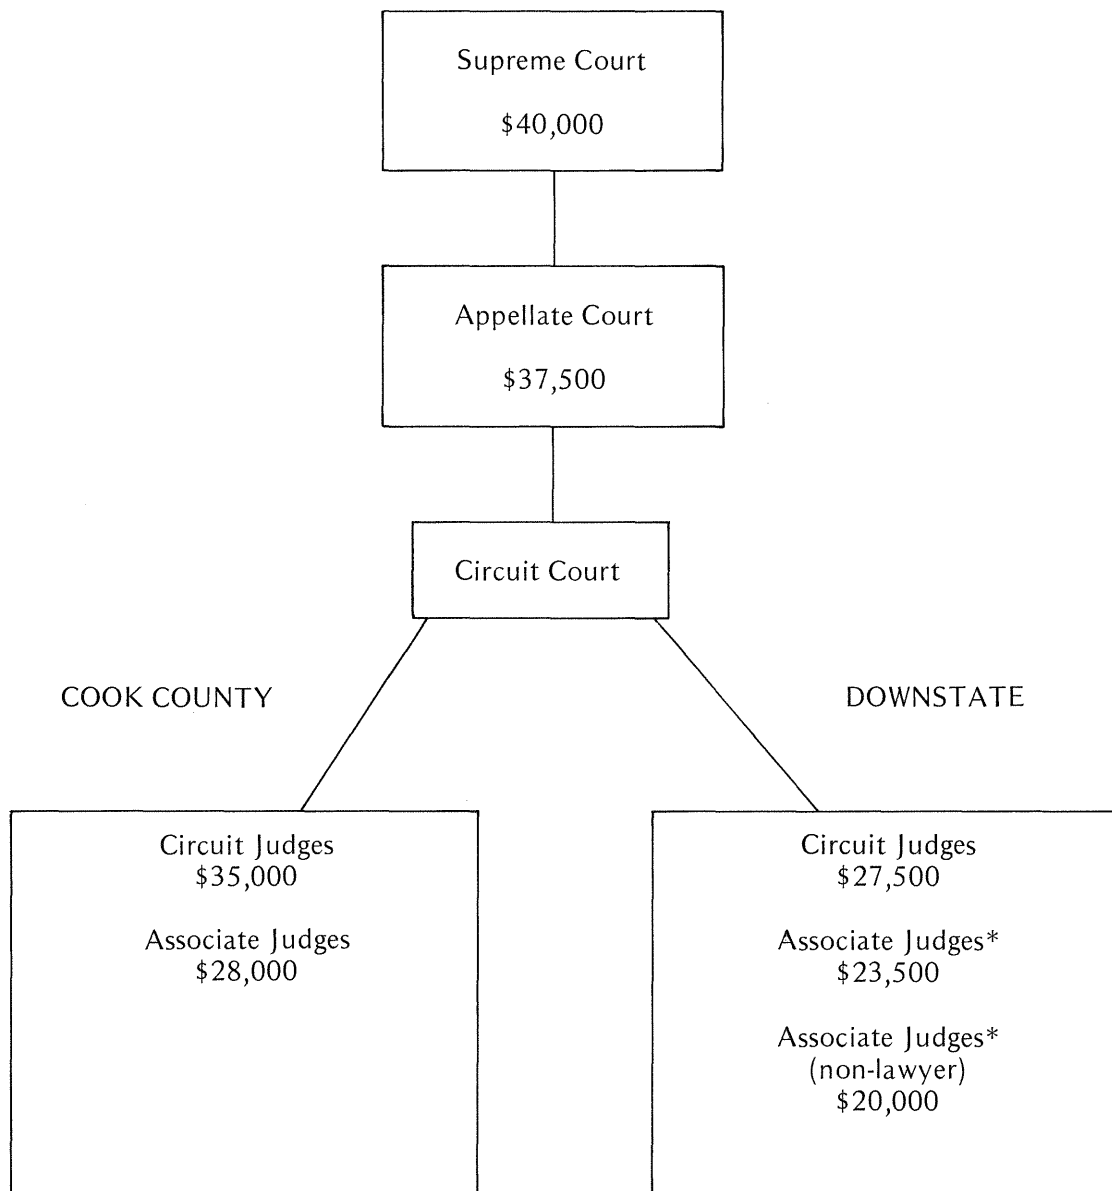 Supreme Court
$40,000
Appellate Court
$37,500
Circuit Court
COOK COUNTY
DOWNSTATE
Circuit Judges
$35,000
Associate Judges
$28,000
Circuit Judges
$27,500
Associate Judges*
$23,500
Associate Judges*
(non-lawyer)
$20,000